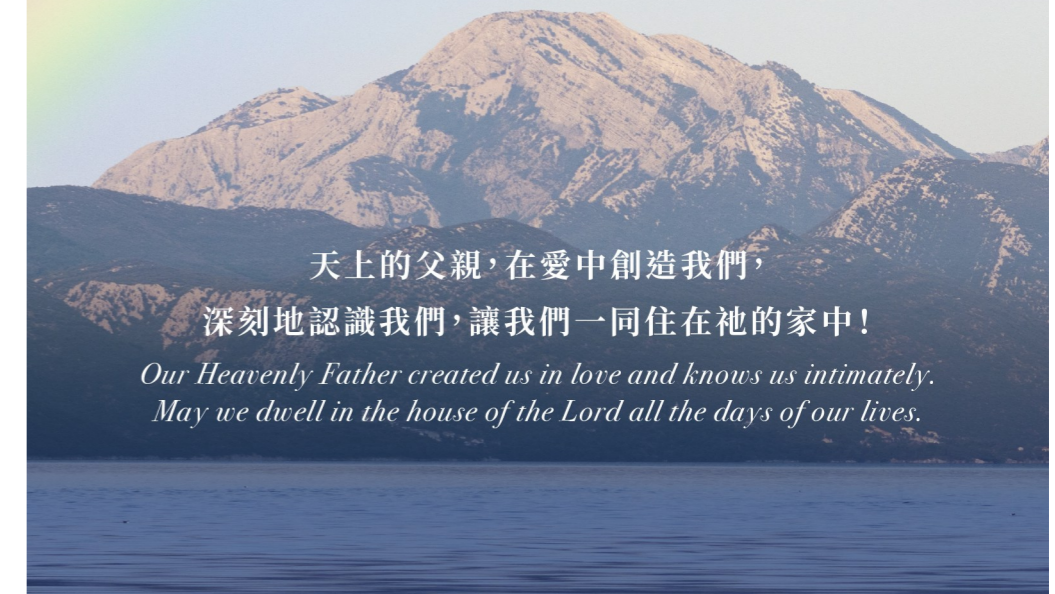 天上的父親，在愛中創造我們，
深刻地認識我們，讓我們一同住在祂的家中！
Our Heavenly Father created us in love and knows us intimately.
May we dwell in the house of the Lord all the days of our lives.